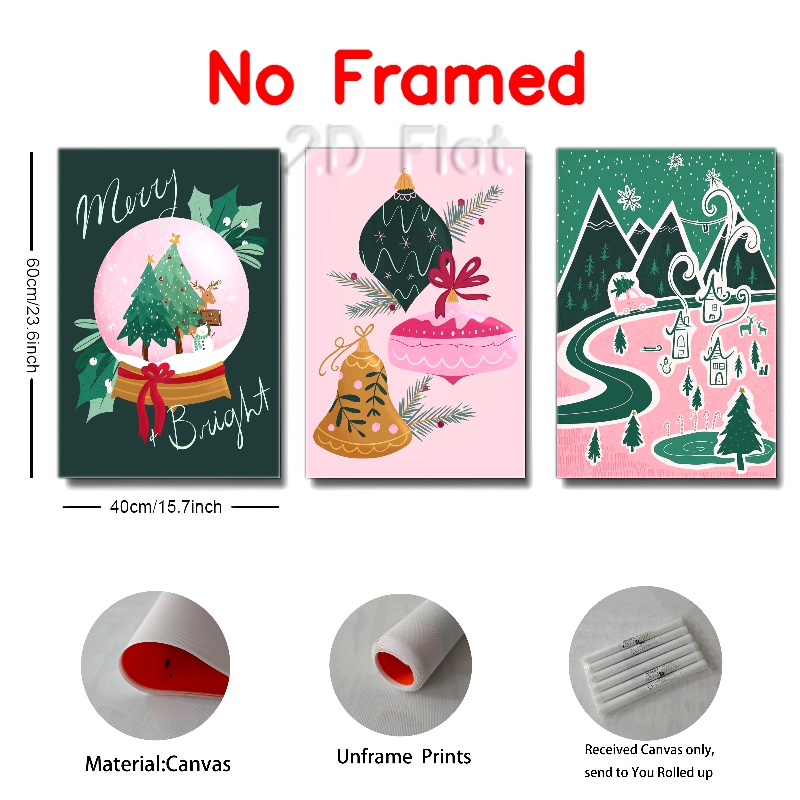 No Framed
2.D Flat.
60cm/23.6inch
Merry
+ Bright
40cm/15.7inch
Material:Canvas
Unframe Prints
Received Canvas only,
send to You Rolled up